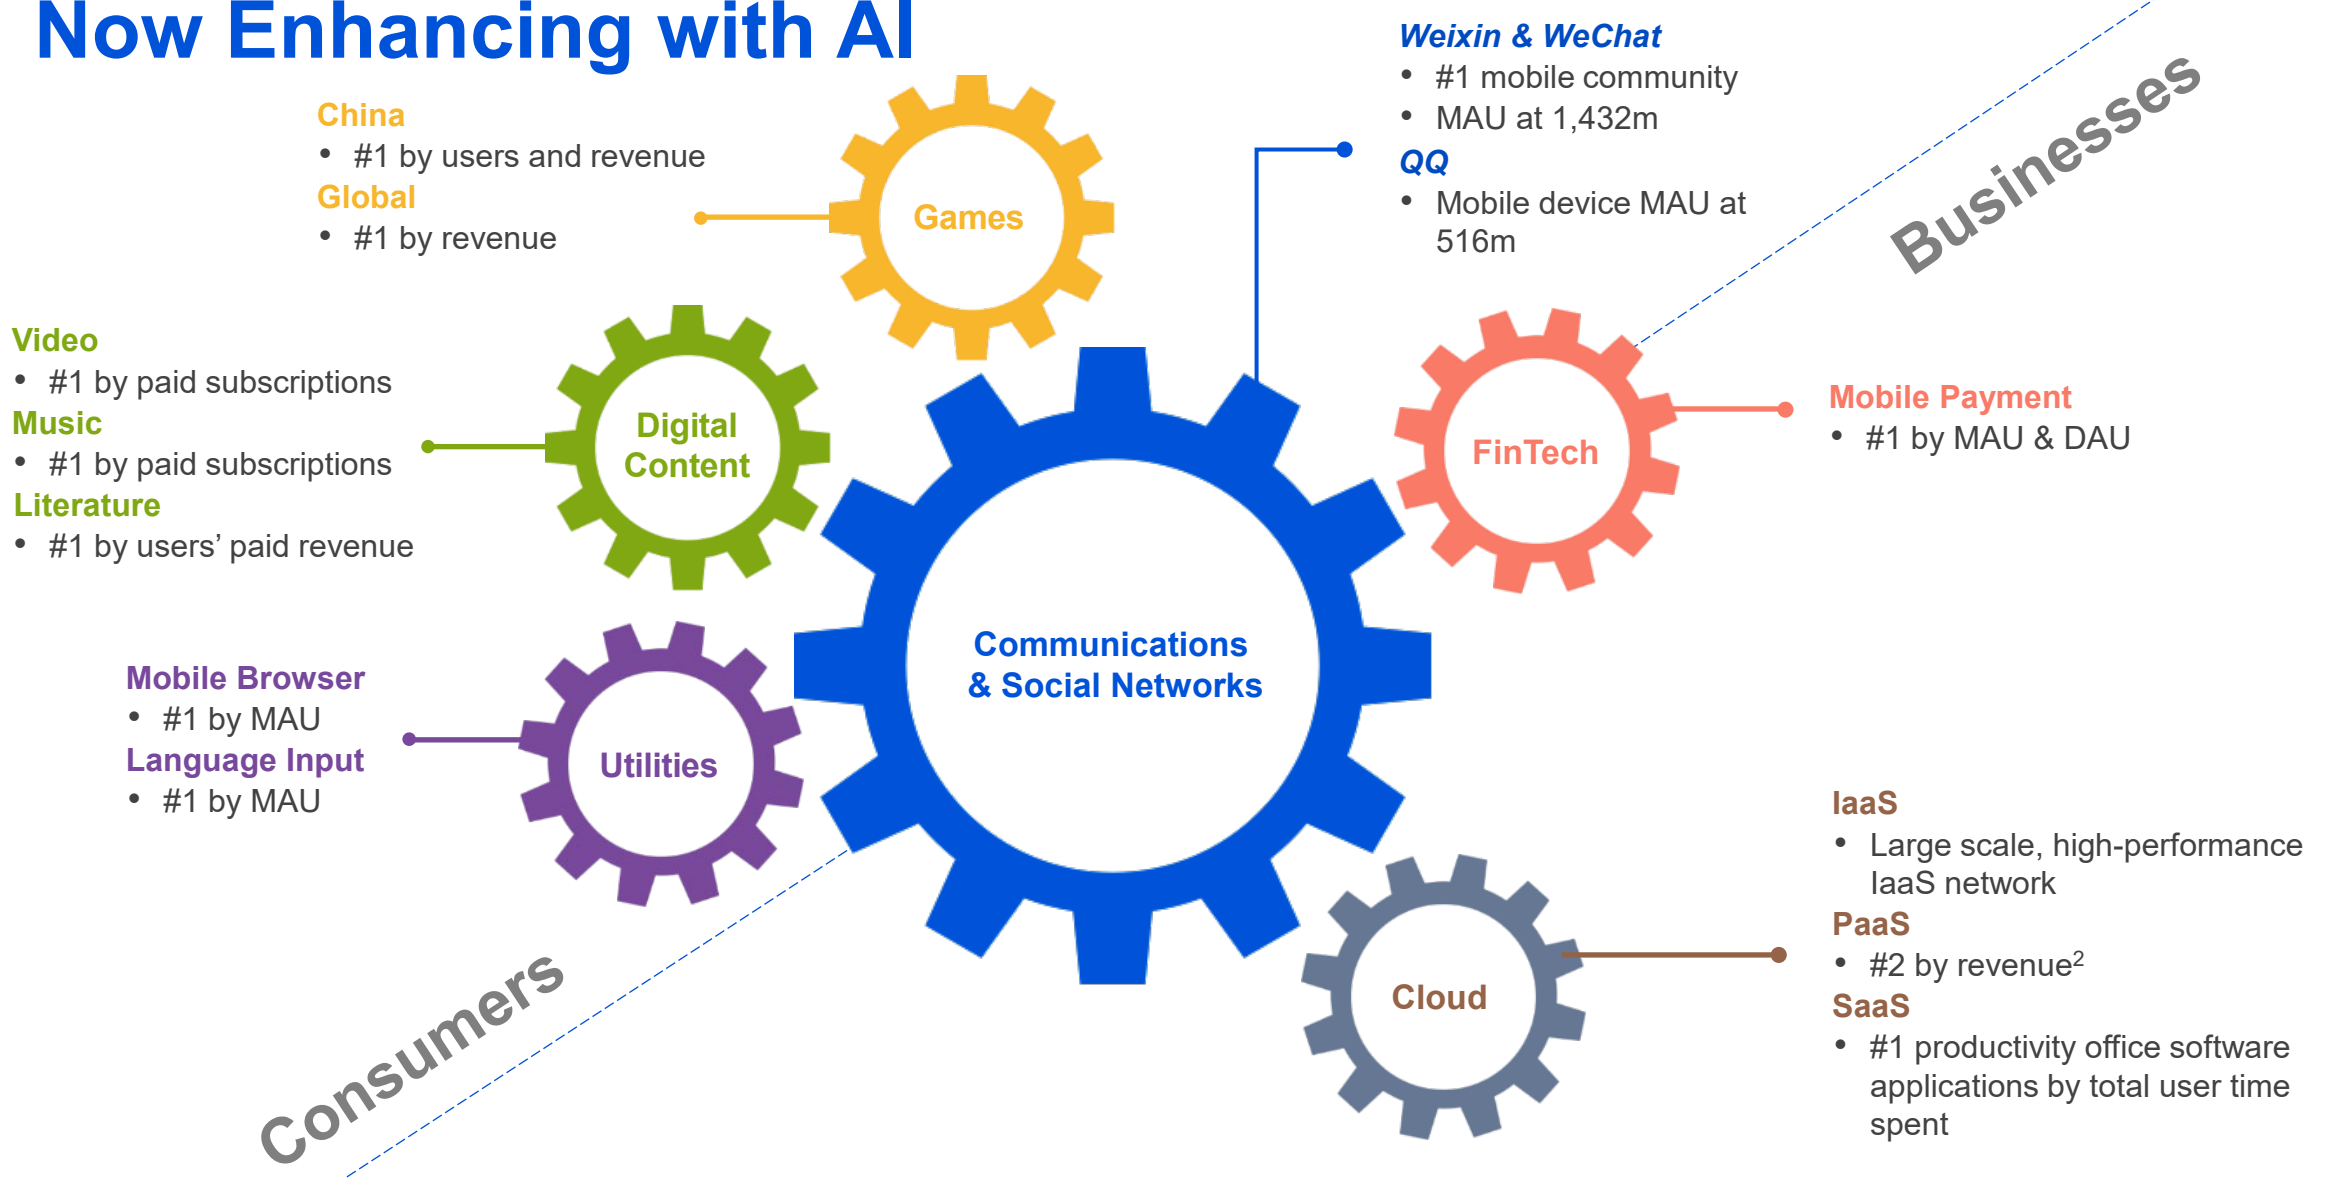 Now Enhancing with AI
China
• #1 by users and revenue
Global
• #1 by revenue
Games
Weixin & WeChat
• #1 mobile community
• MAU at 1,432m
QQ
• Mobile device MAU at
516m
Businesses
Video
• #1 by paid subscriptions
Music
• #1 by paid subscriptions
Literature
• #1 by users’ paid revenue
Digital
Content
FinTech
Mobile Payment
• #1 by MAU & DAU
Communications
& Social Networks
Mobile Browser
• #1 by MAU
Language Input
• #1 by MAU
Utilities
Cloud
IaaS
• Large scale, high-performance
IaaS network
PaaS
• #2 by revenue²
SaaS
• #1 productivity office software
applications by total user time
spent
Consumers